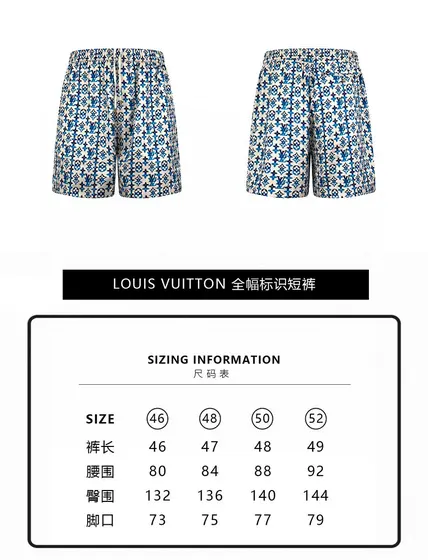 LOUIS VUITTON 全幅标识短裤
SIZING INFORMATION
尺码表
SIZE 46 48 50 52
裤长 46 47 48 49
腰围 80 84 88 92
臀围 132 136 140 144
脚口 73 75 77 79